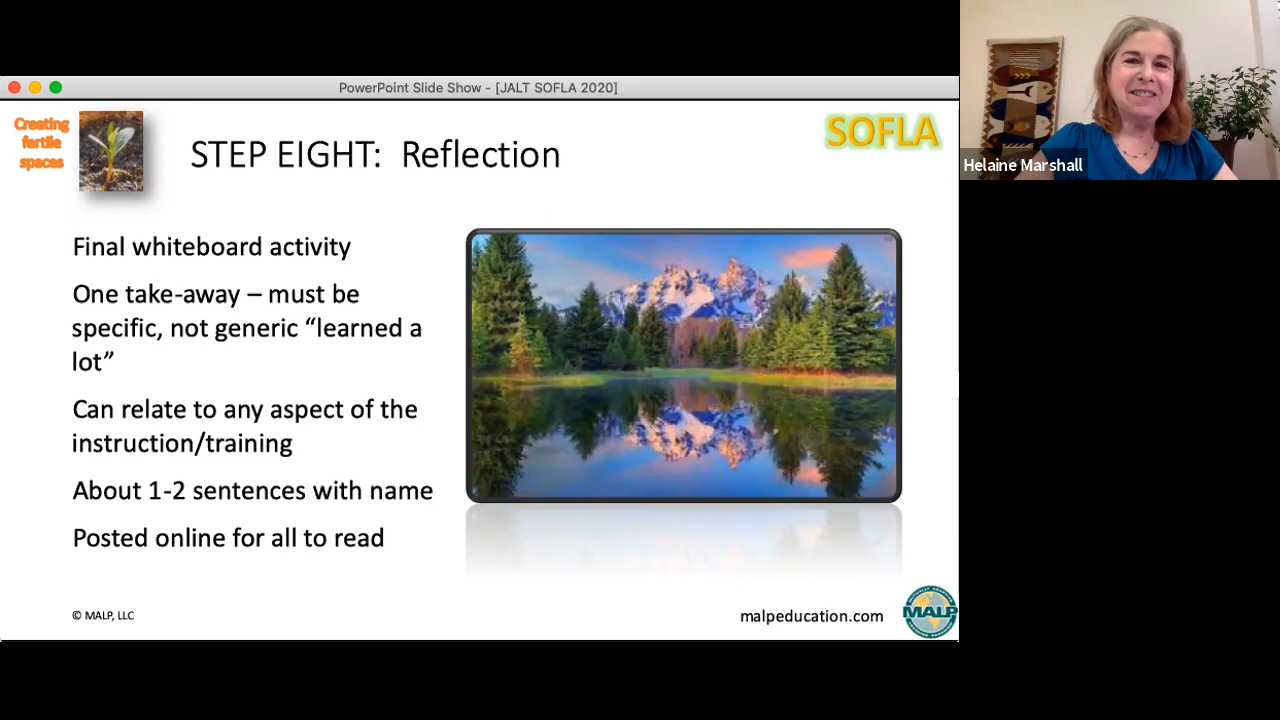 PowerPoint Slide Show - [JALT SOFLA 2020]
Creating
fertile
spaces
STEP EIGHT: Reflection
SOFLA
Helaine Marshall
Final whiteboard activity
One take-away – must be
specific, not generic “learned a
lot”
Can relate to any aspect of the
instruction/training
About 1-2 sentences with name
Posted online for all to read
© MALP, LLC
malpeducation.com
MALP